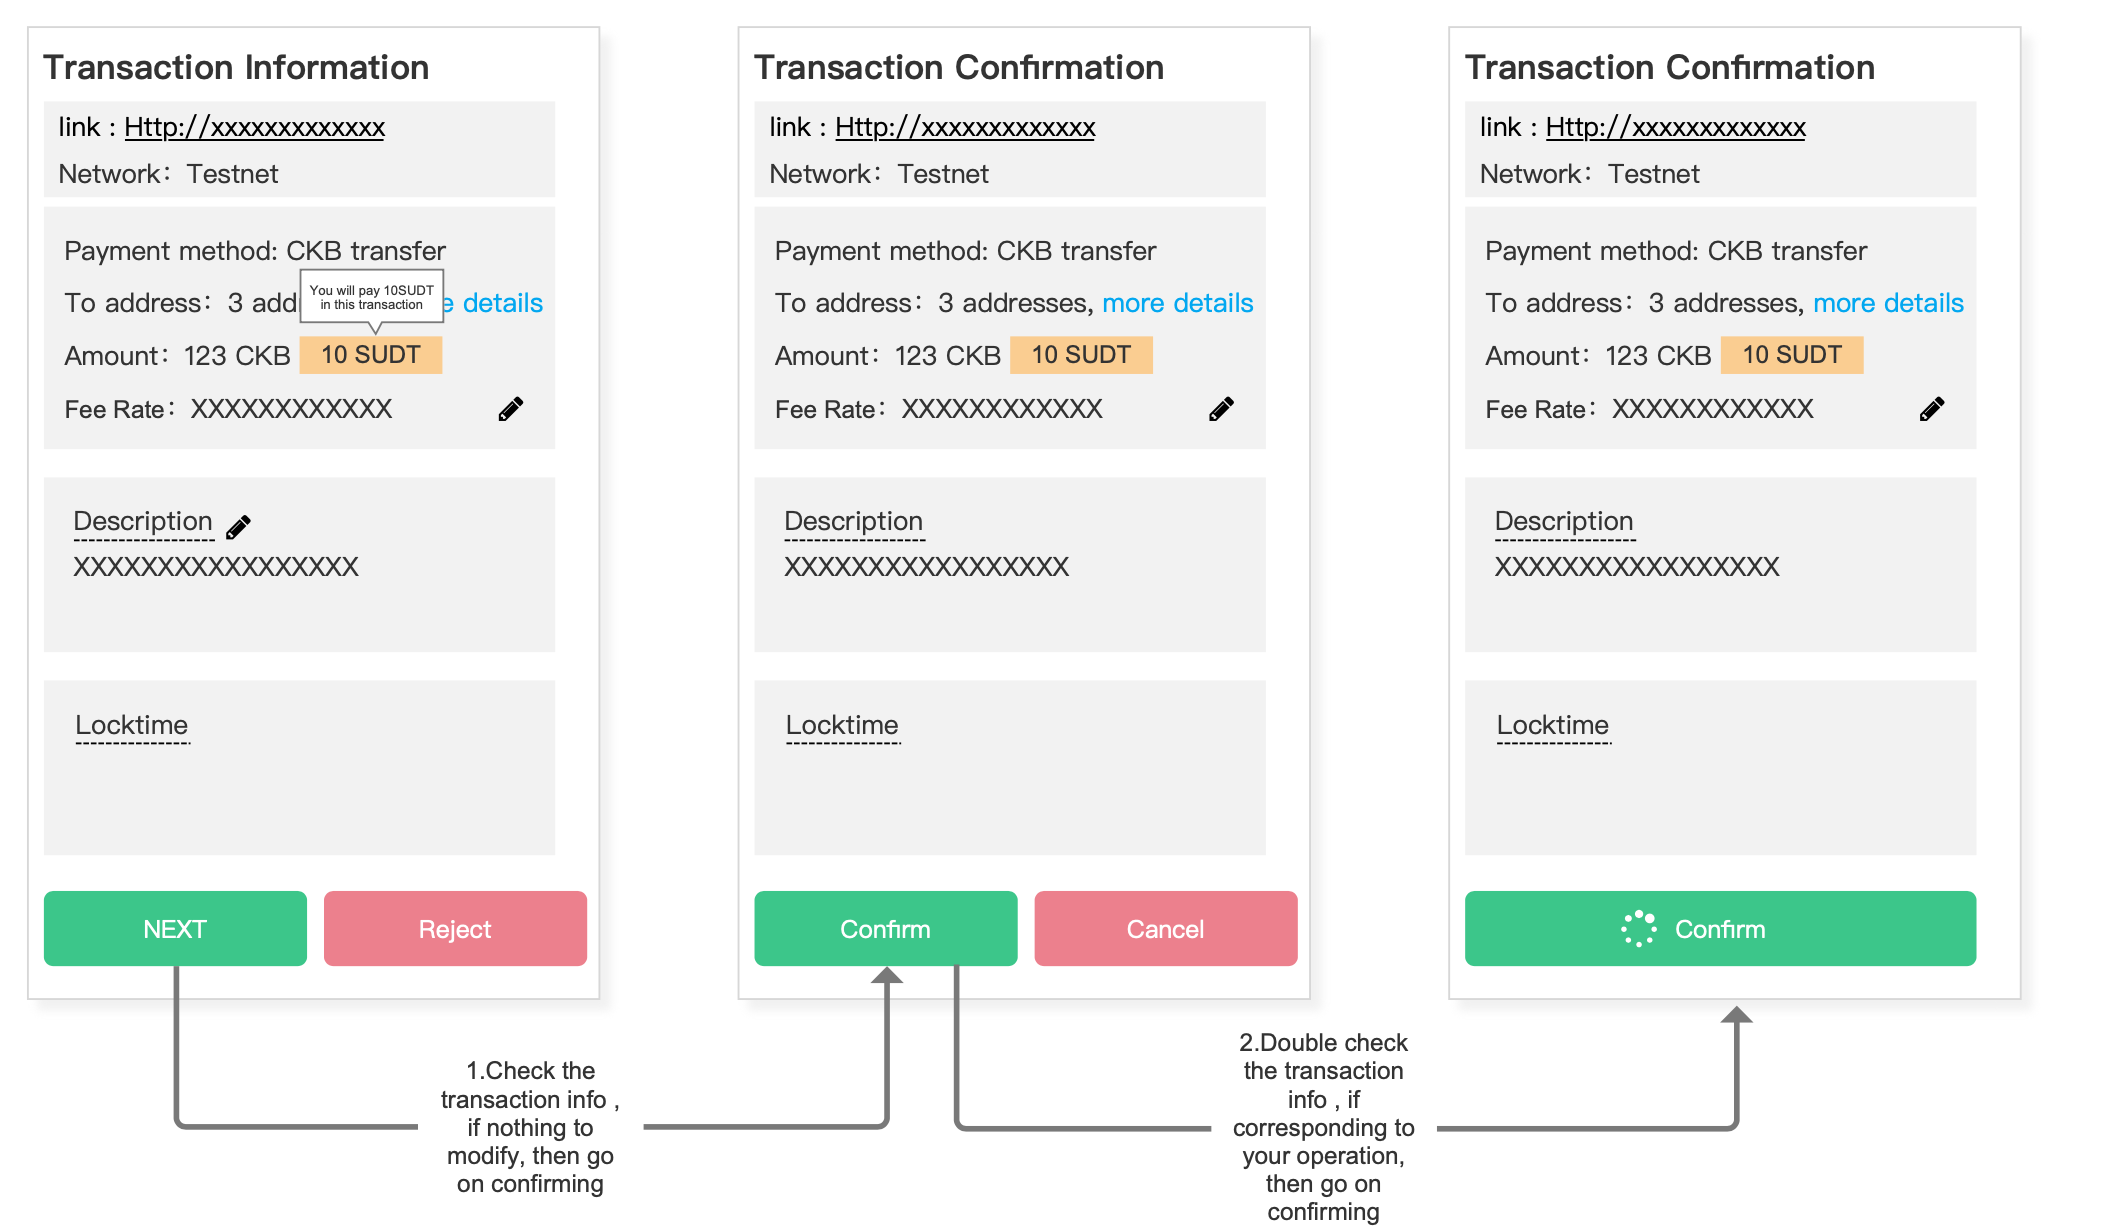 Transaction Information
link : Http://xxxxxxxxxxxxx
Network： Testnet
Payment method: CKB transfer
You will pay 10SUDT
in this transaction
To address： 3 details
Amount： 123 CKB 10 SUDT
Fee Rate： XXXXXXXXXXXX
Description
XXXXXXXXXXXXXXXXX
Locktime
NEXT Reject
Transaction Confirmation
link : Http://xxxxxxxxxxxxx
Network： Testnet
Payment method: CKB transfer
To address： 3 addresses, more details
Amount： 123 CKB 10 SUDT
Fee Rate： XXXXXXXXXXXX
Description
XXXXXXXXXXXXXXXXX
Locktime
Confirm Cancel
Transaction Confirmation
link : Http://xxxxxxxxxxxxx
Network： Testnet
Payment method: CKB transfer
To address： 3 addresses, more details
Amount： 123 CKB 10 SUDT
Fee Rate： XXXXXXXXXXXX
Description
XXXXXXXXXXXXXXXXX
Locktime
Confirm
1.Check the
transaction info ,
if nothing to
modify, then go
on confirming
2.Double check
the transaction
info , if
corresponding to
your operation,
then go on
confirming